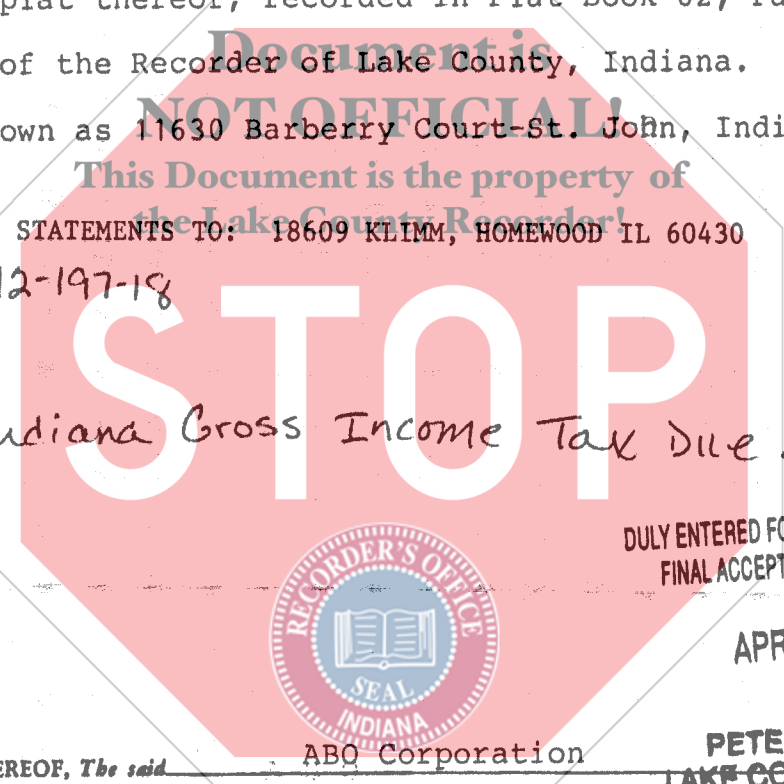 plat thereof, recorded in Plat Book 62,
Document is
of the Recorder of Lake County, Indiana.
NOT OFFICIAL!
own as 11630 Barberry Court-St. John, Indi
This Document is the property of
the Lake County Recorder!
STATEMENTS TO: 18609 KLIMM, HOMEWOOD IL 60430
12-197-18
STOP
ndiana Gross Income Tax Due
DULY ENTERED FO
FINAL ACCEPT
RECORDER'S OFFICE
SEAL
INDIANA
APR
PETE
ABQ Corporation
EREOF, The said
LAKE CO